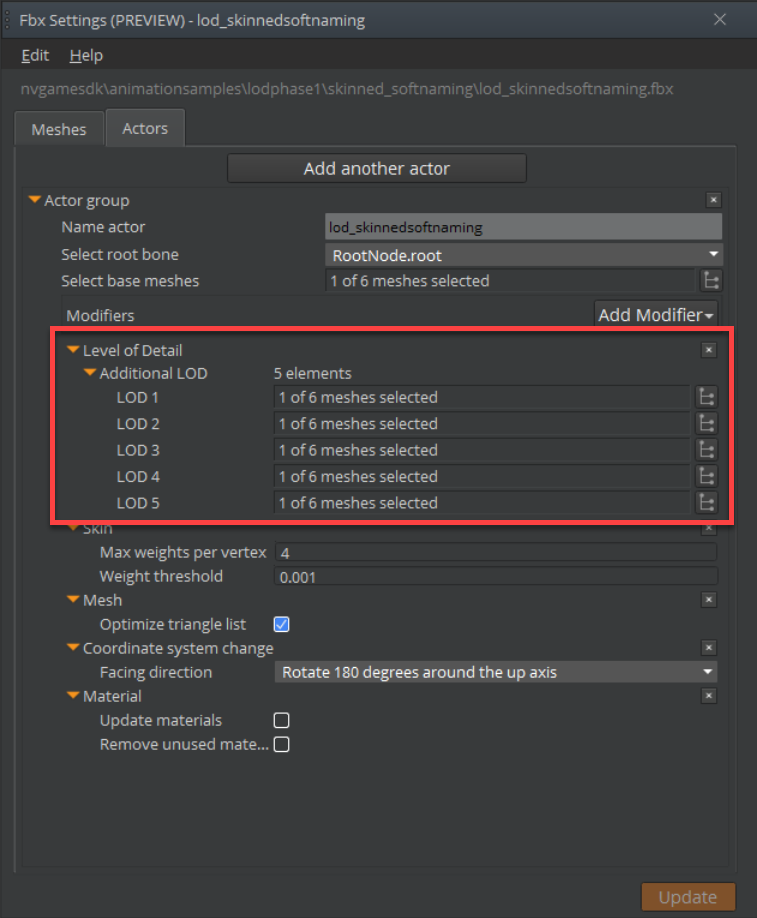 Fbx Settings (PREVIEW) - lod_skinnedsoftnaming
Edit Help
nvgamesdk\animationsamples\lodphase1\skinned_softnaming\lod_skinnedsoftnaming.fbx
Meshes Actors
Add another actor
Actor group
Name actor lod_skinnedsoftnaming
Select root bone RootNode.root
Select base meshes 1 of 6 meshes selected
Modifiers Add Modifier
Level of Detail
Additional LOD 5 elements
LOD 1 1 of 6 meshes selected
LOD 2 1 of 6 meshes selected
LOD 3 1 of 6 meshes selected
LOD 4 1 of 6 meshes selected
LOD 5 1 of 6 meshes selected
Skin
Max weights per vertex 4
Weight threshold 0.001
Mesh
Optimize triangle list
Coordinate system change
Facing direction Rotate 180 degrees around the up axis
Material
Update materials
Remove unused mate...
Update